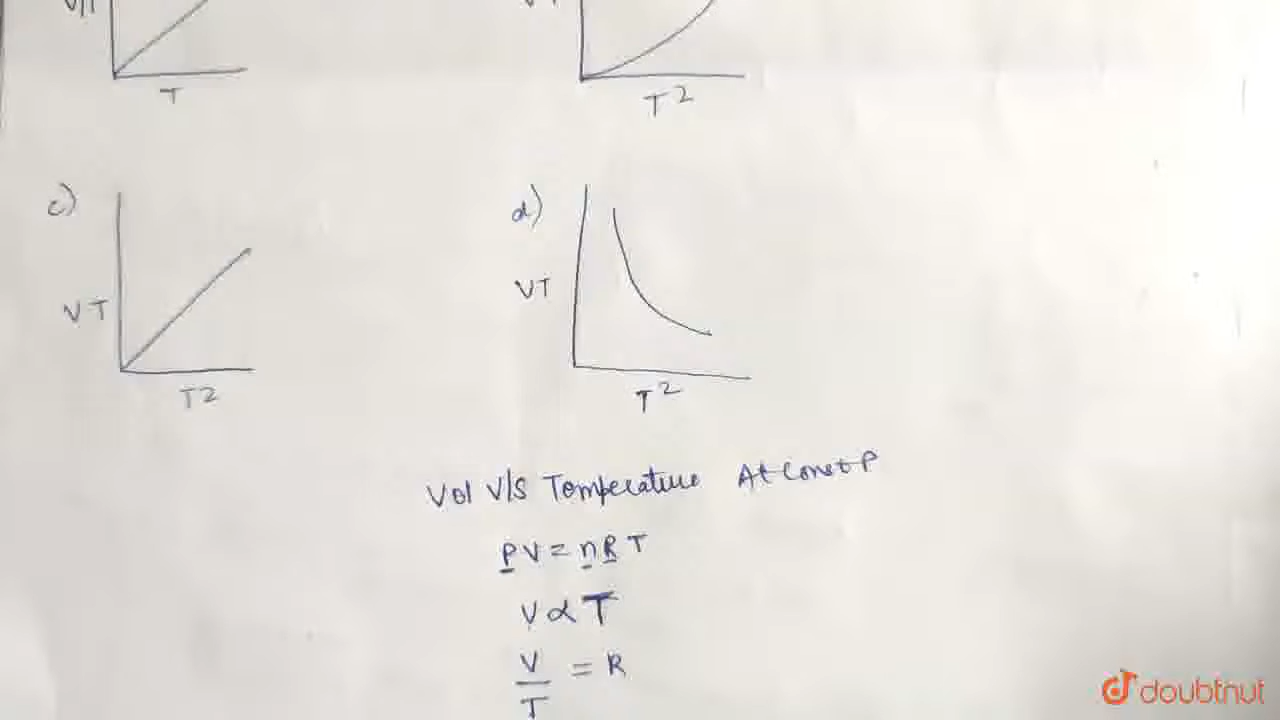 V/T
T
T2
c)
VT
T2
d)
VT
T2
Vol V/S Temperature At Const P
PV = nRT
V ∝ T
V
T
= R
doubtnut